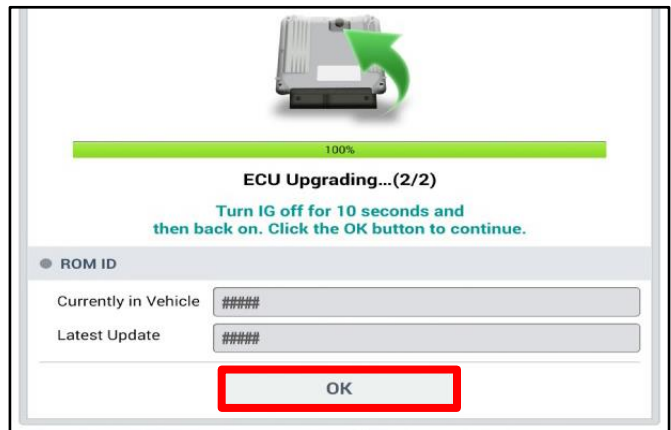 100%
ECU Upgrading...(2/2)
Turn IG off for 10 seconds and
then back on. Click the OK button to continue.
ROM ID
Currently in Vehicle #####
Latest Update #####
OK